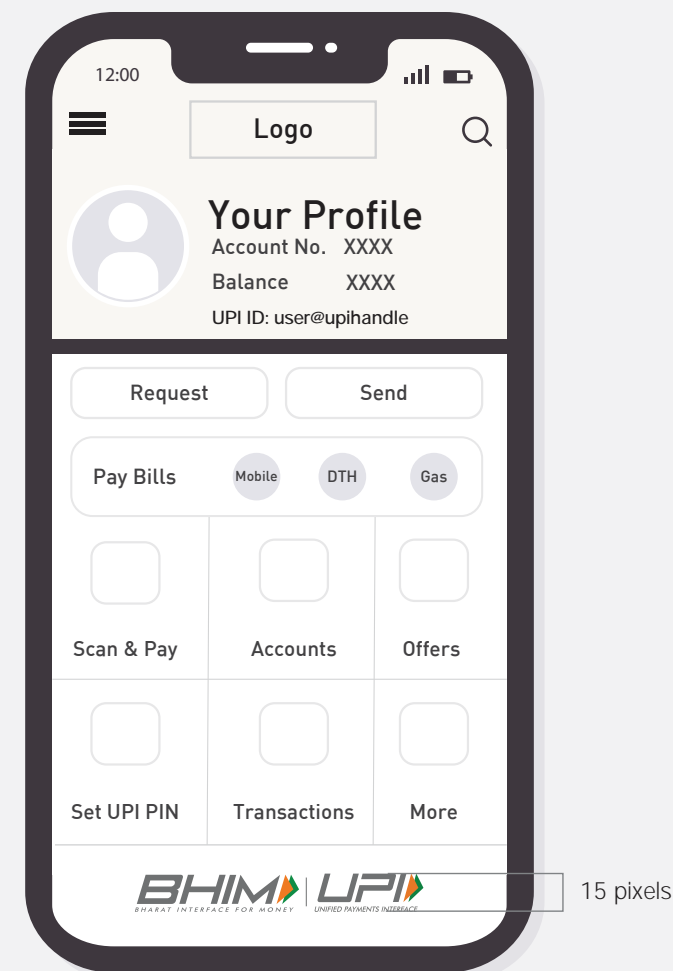 12:00
Logo
Your Profile
Account No. XXXX
Balance XXXX
UPI ID: user@upihandle
Request Send
Pay Bills Mobile DTH Gas
Scan & Pay Accounts Offers
Set UPI PIN Transactions More
BHIM UPI
BHARAT INTERFACE FOR MONEY UNIFIED PAYMENTS INTERFACE
15 pixels